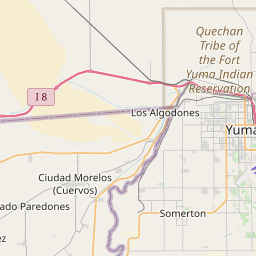 Quechan
Tribe of
the Fort
Yuma Indian
Reservation
I 8
Los Algodones
Yuma
Ciudad Morelos
(Cuervos)
ado Paredones
Somerton
ez